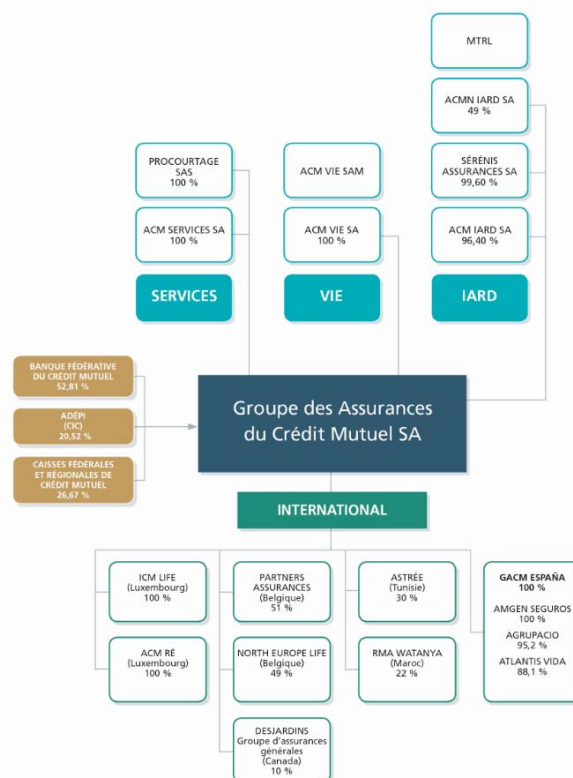 MTRL
ACMN IARD SA
49 %
PROCOURTAGE
SAS
100 %
ACM VIE SAM
SÉRÉNIS
ASSURANCES SA
99,60 %
ACM SERVICES SA
100 %
ACM VIE SA
100 %
ACM IARD SA
96,40 %
SERVICES
VIE
IARD
BANQUE FÉDÉRATIVE
DU CRÉDIT MUTUEL
52,81 %
ADÉPI
(CIC)
20,52 %
CAISSES FÉDÉRALES
ET RÉGIONALES DE
CRÉDIT MUTUEL
26,67 %
Groupe des Assurances
du Crédit Mutuel SA
INTERNATIONAL
ICM LIFE
(Luxembourg)
100 %
PARTNERS
ASSURANCES
(Belgique)
51 %
ASTRÉE
(Tunisie)
30 %
GACM ESPAÑA
100 %
AMGEN SEGUROS
100 %
AGRUPACIO
95,2 %
ATLANTIS VIDA
88,1 %
ACM RÉ
(Luxembourg)
100 %
NORTH EUROPE LIFE
(Belgique)
49 %
RMA WATANYA
(Maroc)
22 %
DESJARDINS
Groupe d'assurances
générales
(Canada)
10 %